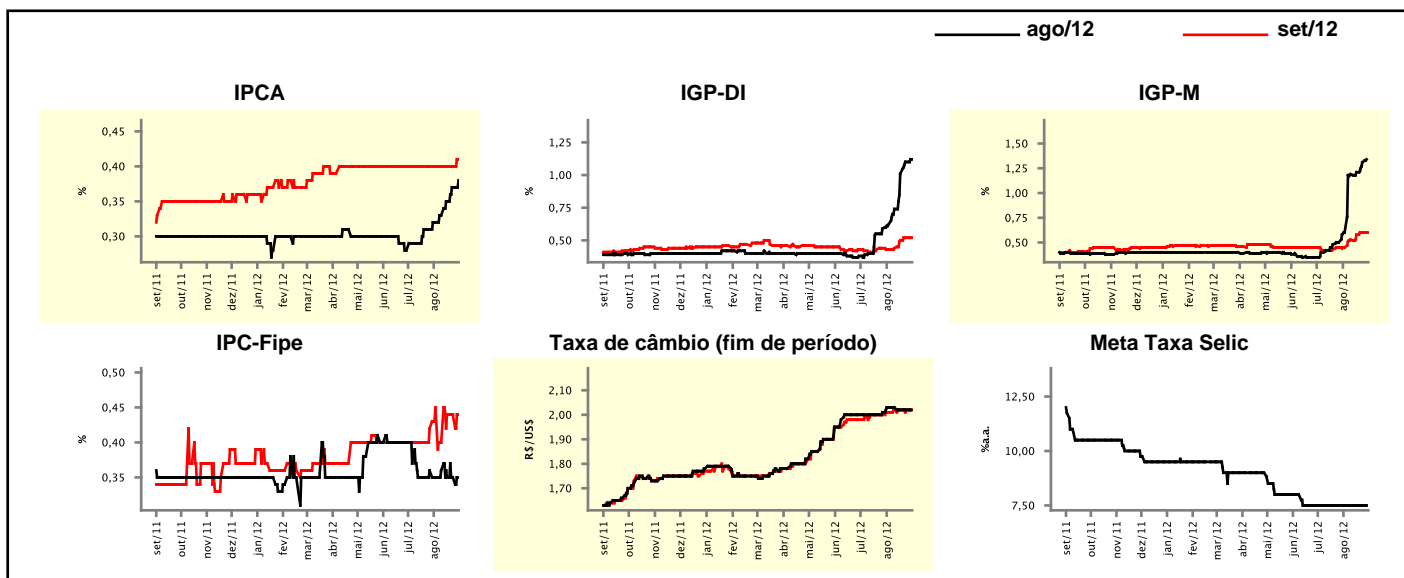 ago/12 set/12
IPCA
0,45
0,40
0,35
0,30
%
set/11 out/11 nov/11 dez/11 jan/12 fev/12 mar/12 abr/12 mai/12 jun/12 jul/12 ago/12
IGP-DI
1,25
1,00
0,75
0,50
%
set/11 out/11 nov/11 dez/11 jan/12 fev/12 mar/12 abr/12 mai/12 jun/12 jul/12 ago/12
IGP-M
1,50
1,25
1,00
0,75
0,50
%
set/11 out/11 nov/11 dez/11 jan/12 fev/12 mar/12 abr/12 mai/12 jun/12 jul/12 ago/12
IPC-Fipe
0,50
0,45
0,40
0,35
%
set/11 out/11 nov/11 dez/11 jan/12 fev/12 mar/12 abr/12 mai/12 jun/12 jul/12 ago/12
Taxa de câmbio (fim de período)
2,10
2,00
1,90
1,80
1,70
R$/US$
set/11 out/11 nov/11 dez/11 jan/12 fev/12 mar/12 abr/12 mai/12 jun/12 jul/12 ago/12
Meta Taxa Selic
12,50
10,00
7,50
%a.a.
set/11 out/11 nov/11 dez/11 jan/12 fev/12 mar/12 abr/12 mai/12 jun/12 jul/12 ago/12